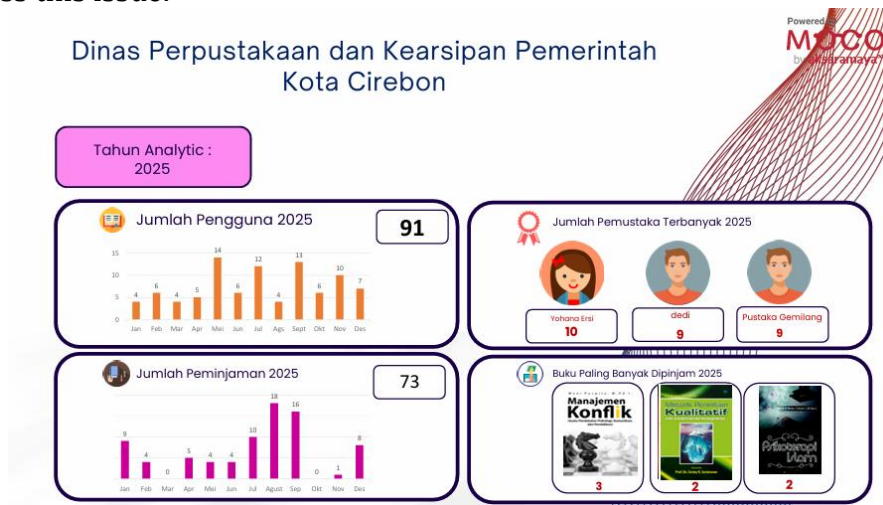 Powered by
MOCO
by aksaramaya
Dinas Perpustakaan dan Kearsipan Pemerintah
Kota Cirebon
Tahun Analytic :
2025
Jumlah Pengguna 2025
91
15
10
5
0
4
6
4
5
14
6
12
4
13
6
10
7
Jan Feb Mar Apr Mei Jun Jul Ags Sept Okt Nov Des
Jumlah Pemustaka Terbanyak 2025
Yohana Ersi
10
dedi
9
Pustaka Gemilang
9
Jumlah Peminjaman 2025
73
9
4
0
5
4
4
10
18
16
0
1
8
Jan Feb Mar Apr Mei Jun Jul Agust Sep Okt Nov Des
Buku Paling Banyak Dipinjam 2025
Manajemen
Konflik
3
Kualitatif
2
Psikoterapi
Islam
2